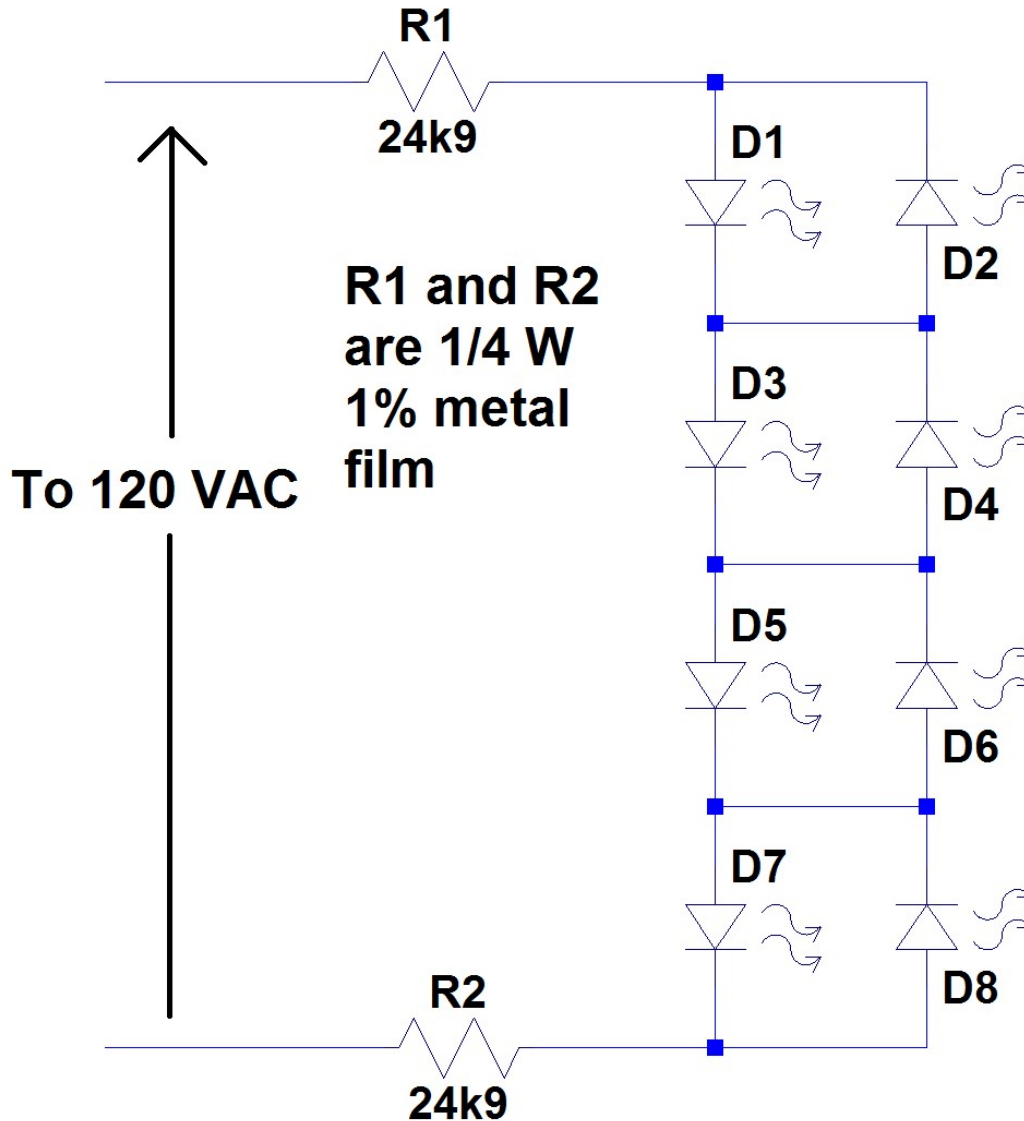 R1
24k9
D1
D2
R1 and R2
are 1/4 W
1% metal
film
D3
To 120 VAC
D4
D5
D6
D7
D8
R2
24k9